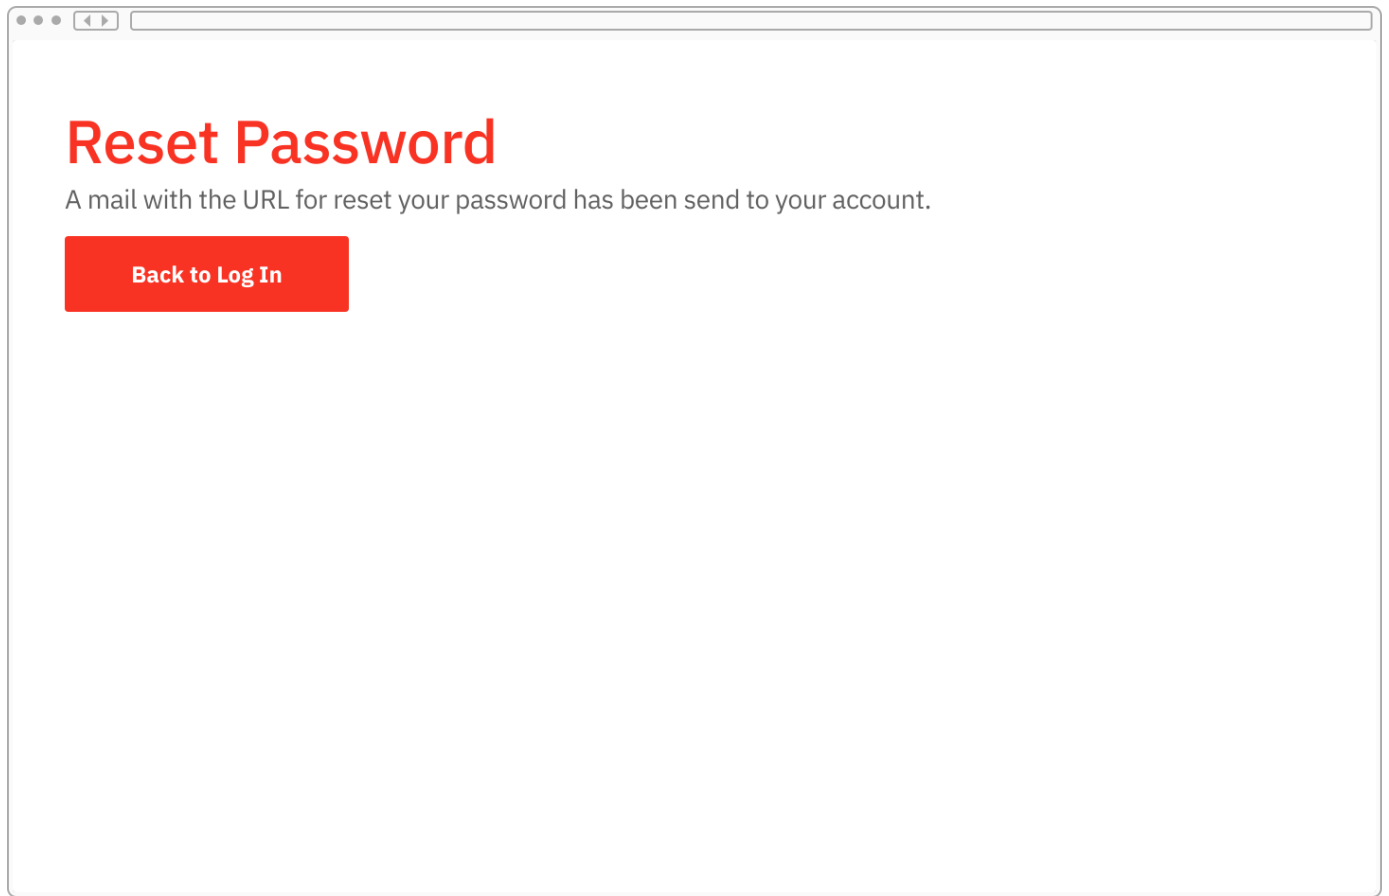 Reset Password
A mail with the URL for reset your password has been send to your account.
Back to Log In